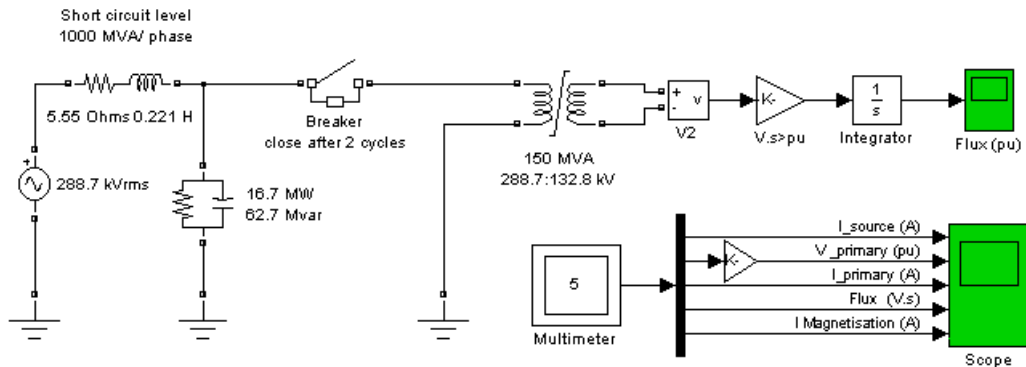 Short circuit level
1000 MVA/ phase
5.55 Ohms 0.221 H
Breaker
close after 2 cycles
+
288.7 kVrms
16.7 MW
62.7 Mvar
150 MVA
288.7:132.8 kV
+
-
v
V2
K-
V.s>pu
1
s
Integrator
Flux (pu)
I_source (A)
V_primary (pu)
K-
I_primary (A)
Flux (V.s)
I Magnetisation (A)
5
Multimeter
Scope